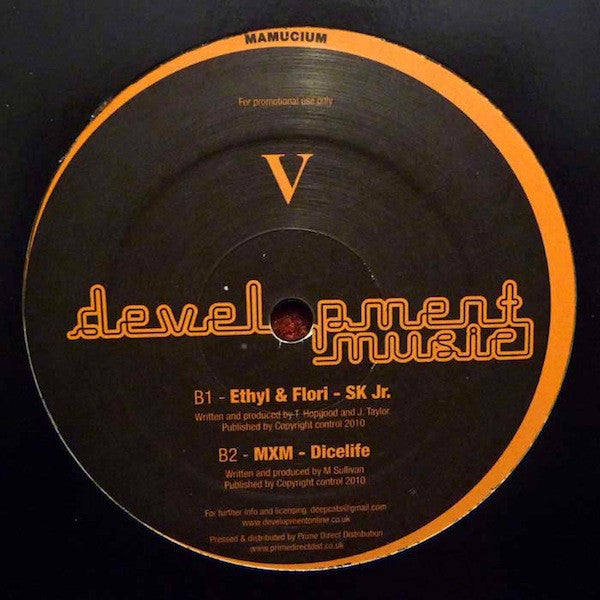 MAMUCIUM
For promotional use only
V
development
music
B1 - Ethyl & Flori - SK Jr.
Written and produced by T Hopgood and J. Taylor
Published by Copyright control 2010
B2 - MXM - Dicelife
Written and produced by M Sullivan
Published by Copyright control 2010
For further info and licensing deepcats@gmail.com
www.developmentonline.co.uk
Pressed & distributed by Prime Direct Distribution
www.primedirectdist.co.uk